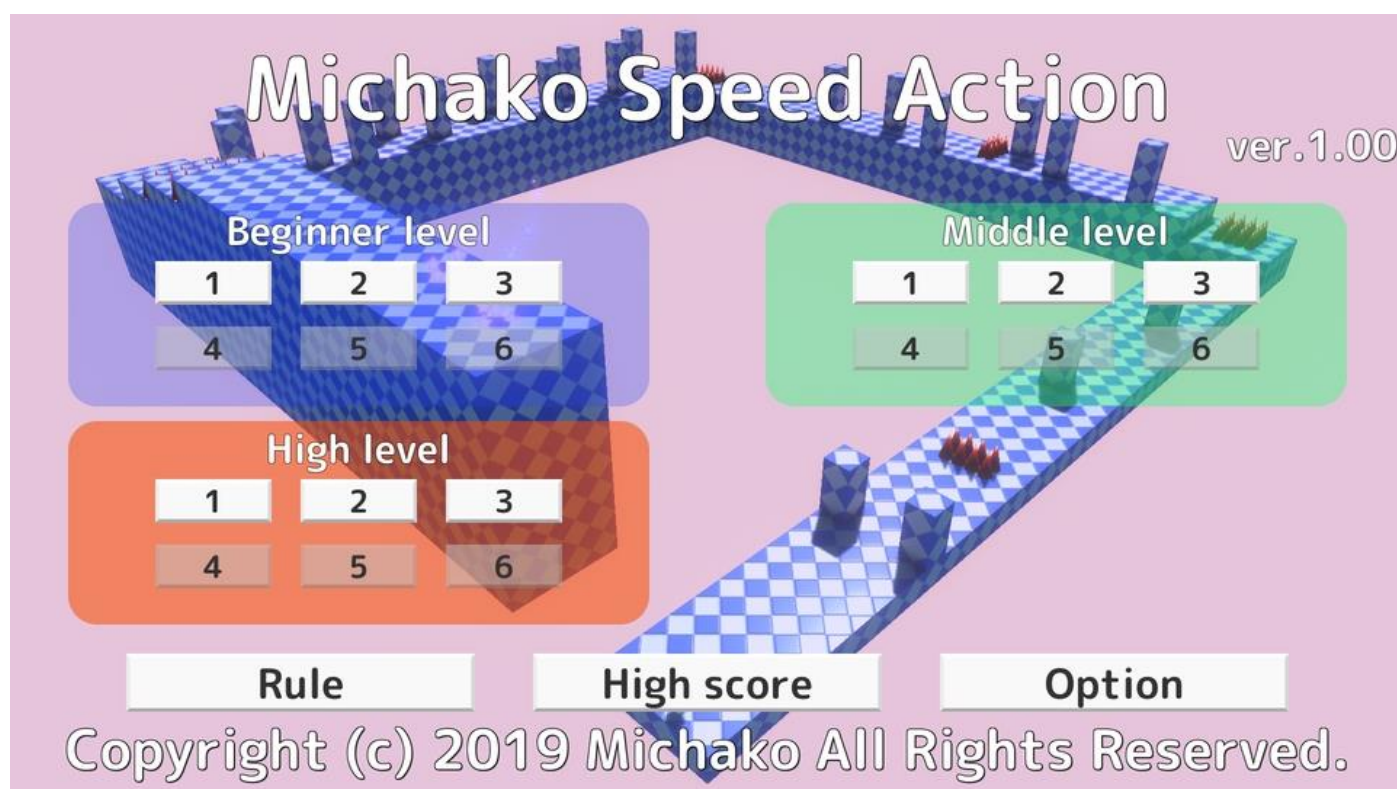 Michako Speed Action
ver.1.00
Beginner level
1 2 3
4 5 6
Middle level
1 2 3
4 5 6
High level
1 2 3
4 5 6
Rule
High score
Option
Copyright (c) 2019 Michako All Rights Reserved.